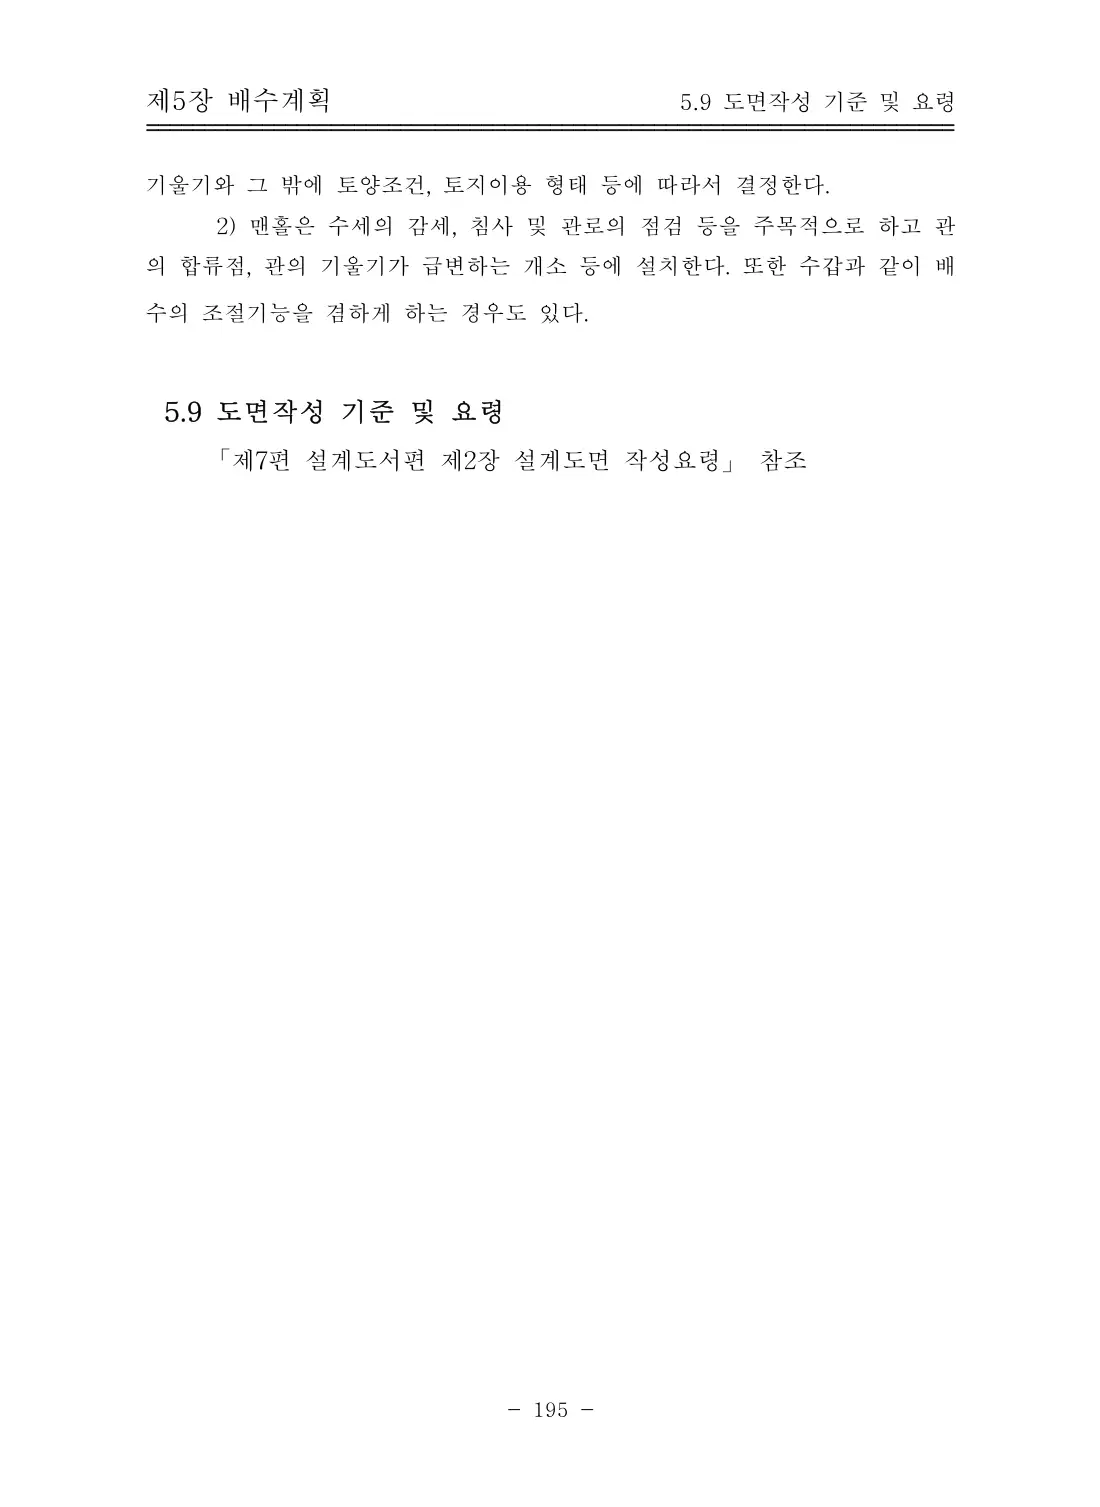 제5장 배수계획
5.9 도면작성 기준 및 요령
기울기와 그 밖에 토양조건, 토지이용 형태 등에 따라서 결정한다.
2) 맨홀은 수세의 감세, 침사 및 관로의 점검 등을 주목적으로 하고 관
의 합류점, 관의 기울기가 급변하는 개소 등에 설치한다. 또한 수갑과 같이 배
수의 조절기능을 겸하게 하는 경우도 있다.
5.9 도면작성 기준 및 요령
「제7편 설계도서편 제2장 설계도면 작성요령」 참조
- 195 -